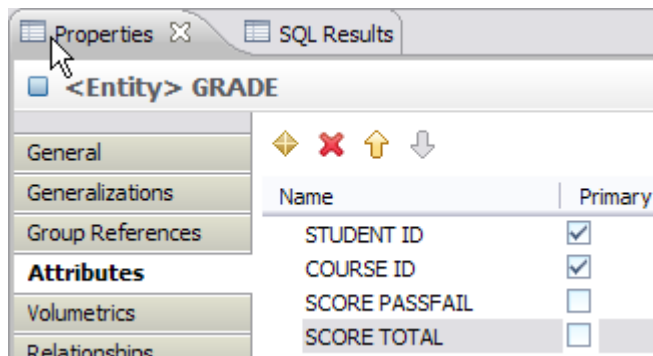 Properties SQL Results
<Entity> GRADE
General
Generalizations
Group References
Attributes
Volumetrics
Relationships
Name Primary
STUDENT ID
COURSE ID
SCORE PASSFAIL
SCORE TOTAL